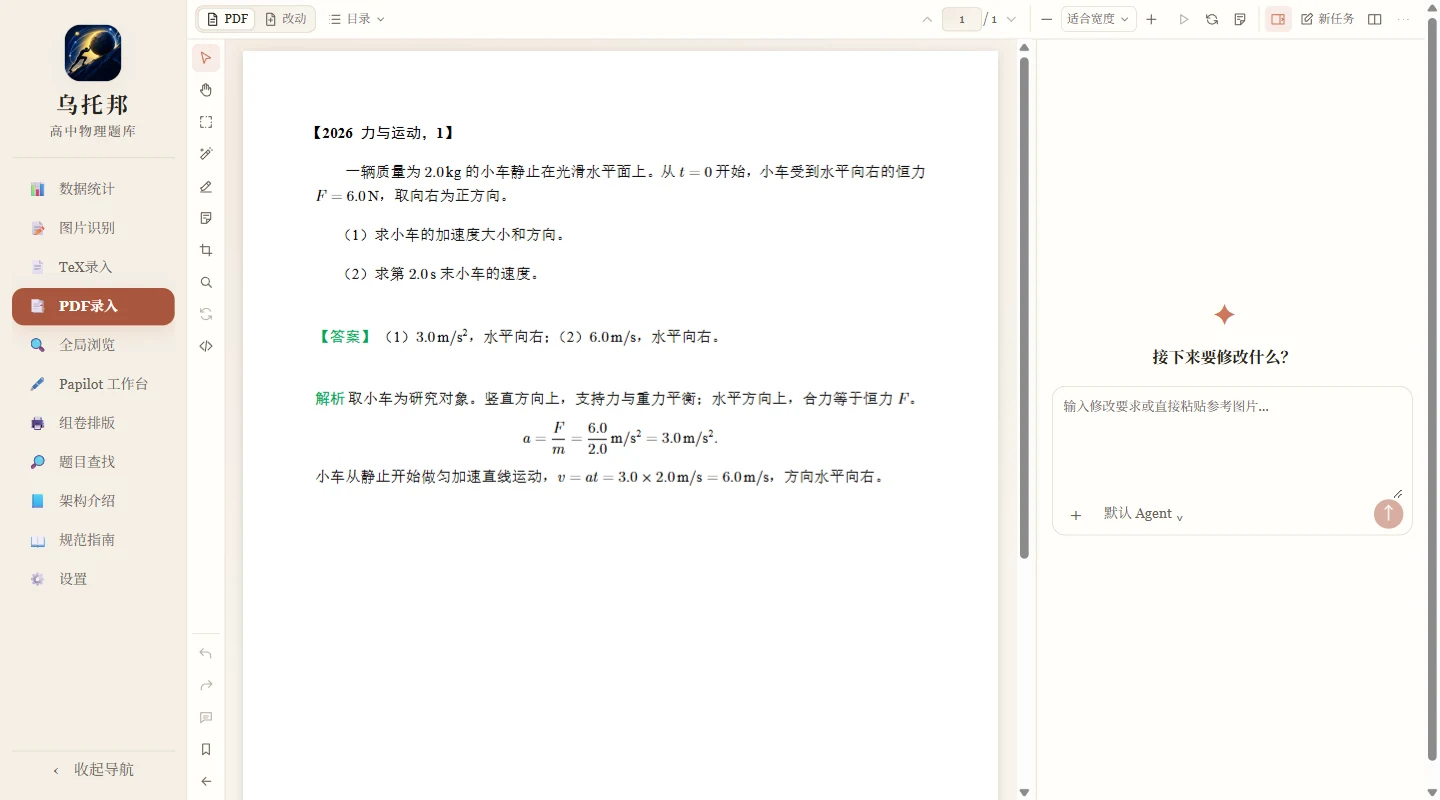 乌托邦
高中物理题库
数据统计
图片识别
TeX录入
PDF录入
全局浏览
Papilot 工作台
组卷排版
题目查找
架构介绍
规范指南
设置
‹ 收起导航
PDF 改动 目录
1 / 1 适合宽度 新任务
【2026 力与运动，1】
一辆质量为 2.0kg 的小车静止在光滑水平面上。从 t = 0 开始，小车受到水平向右的恒力
F = 6.0 N，取向右为正方向。
（1）求小车的加速度大小和方向。
（2）求第 2.0 s 末小车的速度。
【答案】（1）3.0 m/s²，水平向右；（2）6.0 m/s，水平向右。
解析 取小车为研究对象。竖直方向上，支持力与重力平衡；水平方向上，合力等于恒力 F。
a = F/m = 6.0/2.0 m/s² = 3.0 m/s².
小车从静止开始做匀加速直线运动，v = at = 3.0 × 2.0 m/s = 6.0 m/s，方向水平向右。
接下来要修改什么？
输入修改要求或直接粘贴参考图片...
+ 默认 Agent